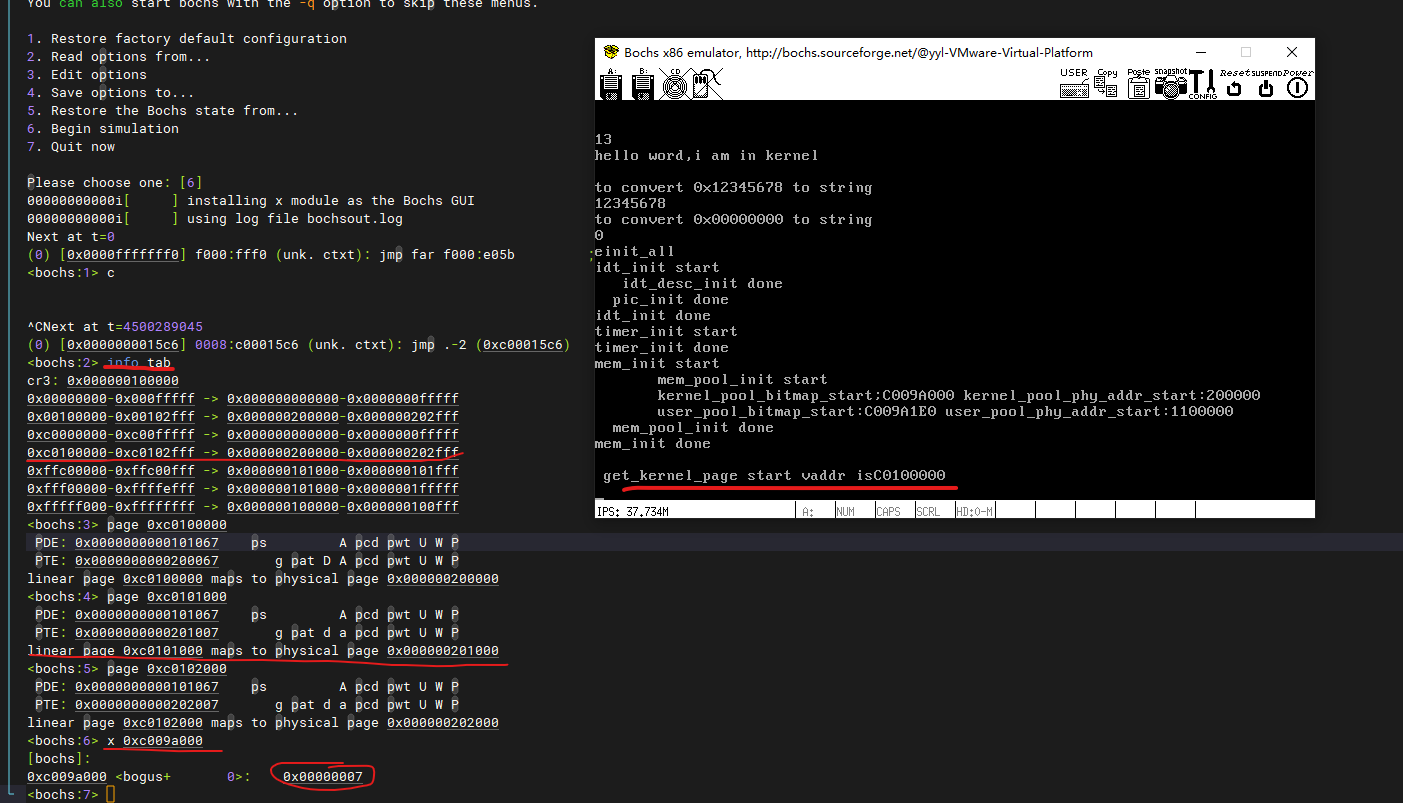 You can also start bochs with the -q option to skip these menus.
1. Restore factory default configuration
2. Read options from...
3. Edit options
4. Save options to...
5. Restore the Bochs state from...
6. Begin simulation
7. Quit now
Please choose one: [6]
00000000000i[      ] installing x module as the Bochs GUI
00000000000i[      ] using log file bochsout.log
Next at t=0
(0) [0x0000fffffff0] f000:fff0 (unk. ctxt): jmp far f000:e05b          ;
<bochs:1> c
^CNext at t=4500289045
(0) [0x0000000015c6] 0008:c00015c6 (unk. ctxt): jmp .-2 (0xc00015c6)
<bochs:2> info tab
cr3: 0x000000100000
0x00000000-0x000fffff -> 0x000000000000-0x0000000fffff
0x00100000-0x00102fff -> 0x000000200000-0x000000202fff
0xc0000000-0xc00fffff -> 0x000000000000-0x0000000fffff
0xc0100000-0xc0102fff -> 0x000000200000-0x000000202fff
0xffc00000-0xffc00fff -> 0x000000101000-0x000000101fff
0xfff00000-0xffffefff -> 0x000000101000-0x0000001fffff
0xfffff000-0xffffffff -> 0x000000100000-0x000000100fff
<bochs:3> page 0xc0100000
PDE: 0x0000000000101067    ps         A pcd pwt U W P
PTE: 0x0000000000200067       g pat D A pcd pwt U W P
linear page 0xc0100000 maps to physical page 0x000000200000
<bochs:4> page 0xc0101000
PDE: 0x0000000000101067    ps         A pcd pwt U W P
PTE: 0x0000000000201007       g pat d a pcd pwt U W P
linear page 0xc0101000 maps to physical page 0x000000201000
<bochs:5> page 0xc0102000
PDE: 0x0000000000101067    ps         A pcd pwt U W P
PTE: 0x0000000000202007       g pat d a pcd pwt U W P
linear page 0xc0102000 maps to physical page 0x000000202000
<bochs:6> x 0xc009a000
[bochs]:
0xc009a000 <bogus+       0>:    0x00000007
<bochs:7>
Bochs x86 emulator, http://bochs.sourceforge.net/@yyl-VMware-Virtual-Platform
A: B: CD USER Copy Paste snapshot CONFIG Reset SUSPEND Power
13
hello word,i am in kernel
to convert 0x12345678 to string
12345678
to convert 0x00000000 to string
0
einit_all
idt_init start
idt_desc_init done
pic_init done
idt_init done
timer_init start
timer_init done
mem_init start
mem_pool_init start
kernel_pool_bitmap_start;C009A000 kernel_pool_phy_addr_start:200000
user_pool_bitmap_start:C009A1E0 user_pool_phy_addr_start:1100000
mem_pool_init done
mem_init done
get_kernel_page start vaddr isC0100000
IPS: 37.734M A: NUM CAPS SCRL HD:0-M